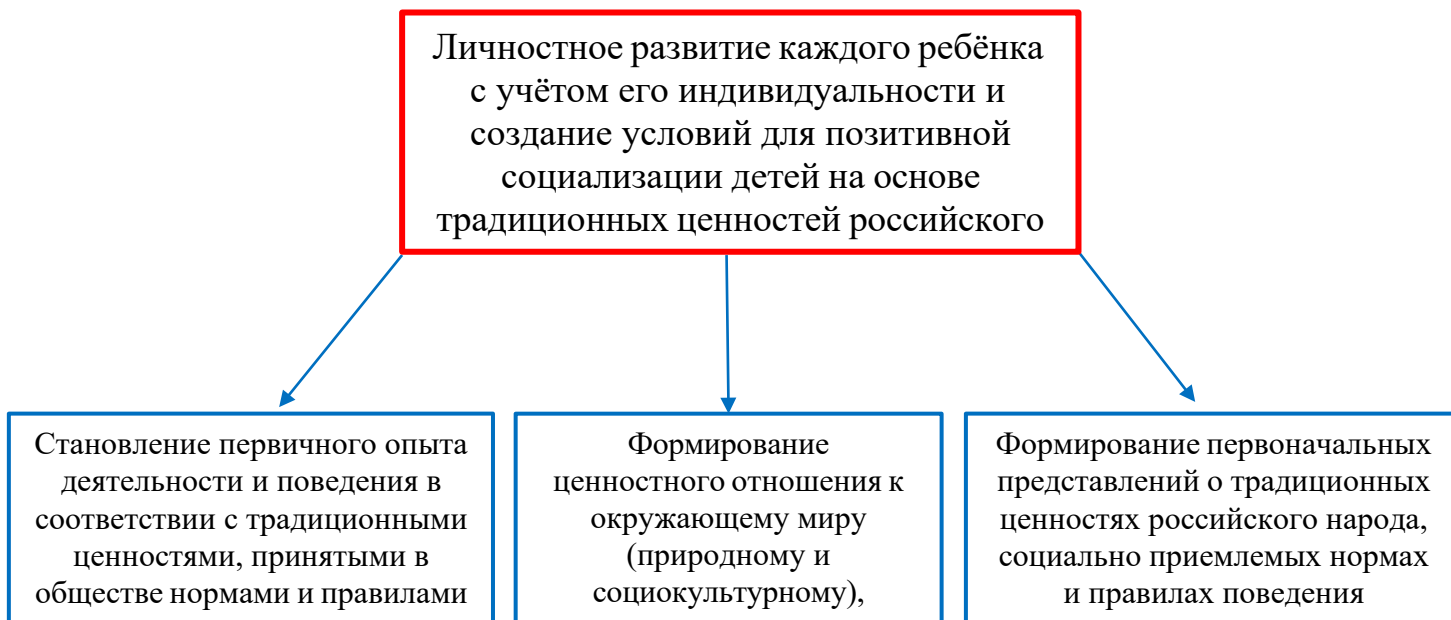 Личностное развитие каждого ребёнка
с учётом его индивидуальности и
создание условий для позитивной
социализации детей на основе
традиционных ценностей российского
Становление первичного опыта
деятельности и поведения в
соответствии с традиционными
ценностями, принятыми в
обществе нормами и правилами
Формирование
ценностного отношения к
окружающему миру
(природному и
социокультурному),
Формирование первоначальных
представлений о традиционных
ценностях российского народа,
социально приемлемых нормах
и правилах поведения